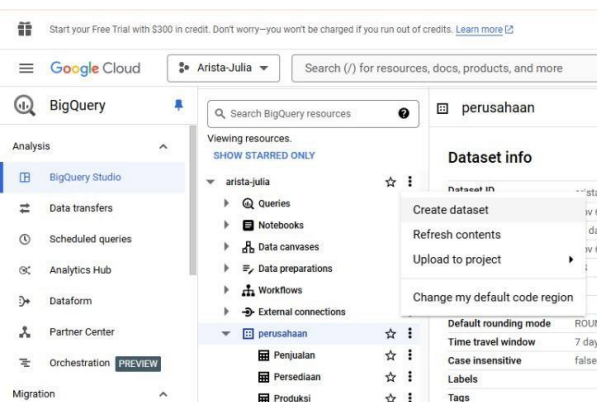 Start your Free Trial with $300 in credit. Don't worry—you won't be charged if you run out of credits. Learn more
Google Cloud
Arista-Julia
Search (/) for resources, docs, products, and more
BigQuery
Search BigQuery resources
perusahaan
Analysis
Viewing resources.
SHOW STARRED ONLY
Dataset info
BigQuery Studio
arista-julia
Dataset ID
Queries
Create dataset
Data transfers
Notebooks
Refresh contents
Scheduled queries
Data canvases
Upload to project
Analytics Hub
Data preparations
Workflows
Change my default code region
Dataform
External connections
Partner Center
perusahaan
Default rounding mode
Penjualan
Time travel window
7 day
Orchestration PREVIEW
Case insensitive
false
Persediaan
Labels
Migration
Produksi
Tags